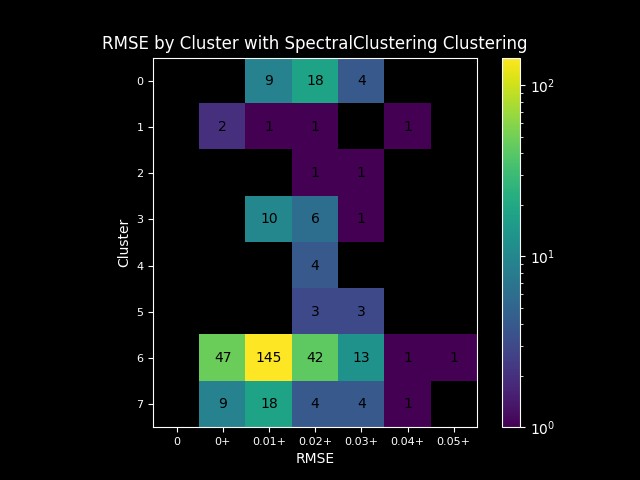 RMSE by Cluster with SpectralClustering Clustering
0 9 18 4
1 2 1 1 1
2 1 1
3 10 6 1
4 4
5 3 3
6 47 145 42 13 1 1
7 9 18 4 4 1
0 0+ 0.01+ 0.02+ 0.03+ 0.04+ 0.05+
RMSE
Cluster
10²
10¹
10⁰